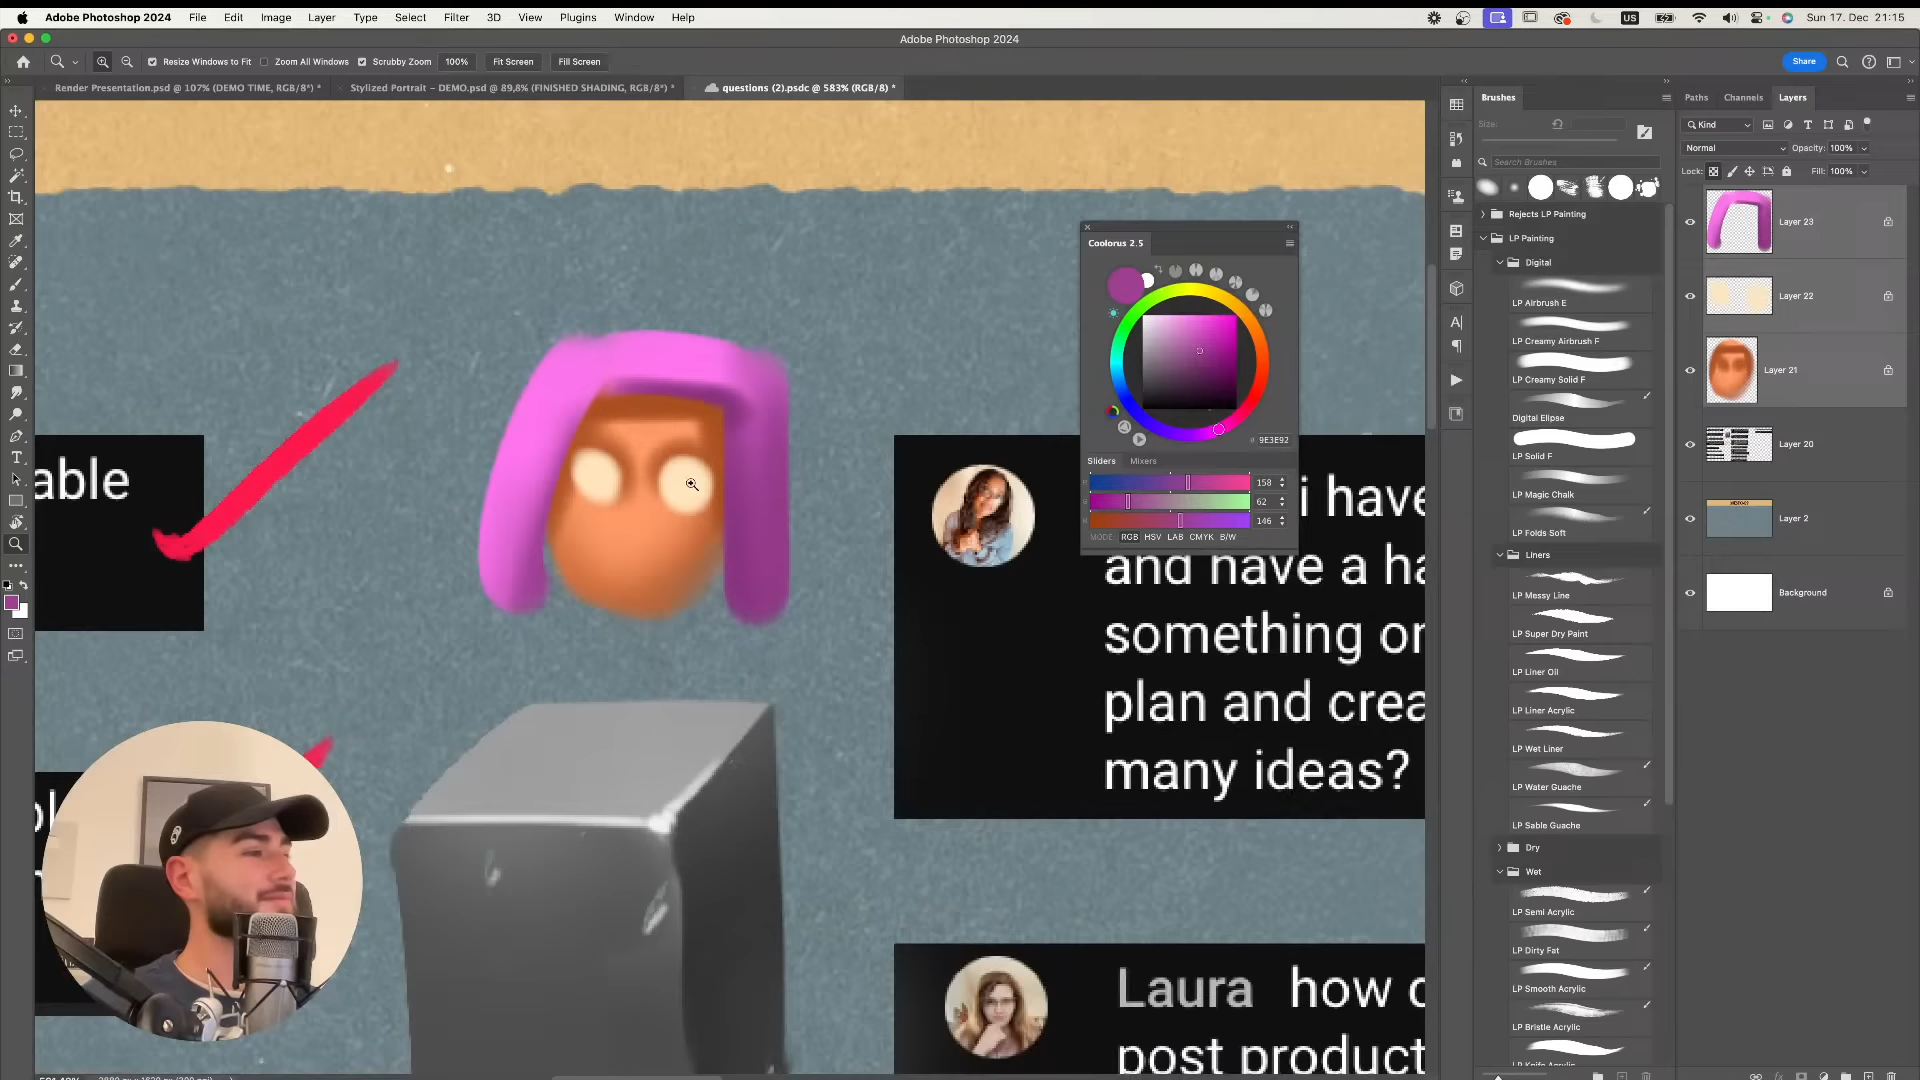 Adobe Photoshop 2024 File Edit Image Layer Type Select Filter 3D View Plugins Window Help US Sun 17. Dec 21:15
Adobe Photoshop 2024
Resize Windows to Fit Zoom All Windows Scrubby Zoom 100% Fit Screen Fill Screen Share
Render Presentation.psd @ 107% (DEMO TIME, RGB/8*) * Stylized Portrait – DEMO.psd @ 89,8% (FINISHED SHADING, RGB/8*) * questions (2).psdc @ 583% (RGB/8) *
able
Coolorus 2.5
# 9E3E92
Sliders Mixers
158
62
146
MODE: RGB HSV LAB CMYK B/W
i have
and have a ha
something or
plan and crea
many ideas?
Laura how
post product
Brushes
Size:
Search Brushes
Rejects LP Painting
LP Painting
Digital
LP Airbrush E
LP Creamy Airbrush F
LP Creamy Solid F
Digital Elipse
LP Solid F
LP Magic Chalk
LP Folds Soft
Liners
LP Messy Line
LP Super Dry Paint
LP Liner Oil
LP Liner Acrylic
LP Wet Liner
LP Water Guache
LP Sable Guache
Dry
Wet
LP Semi Acrylic
LP Dirty Fat
LP Smooth Acrylic
LP Bristle Acrylic
Paths Channels Layers
Kind
Normal Opacity: 100%
Lock: Fill: 100%
Layer 23
Layer 22
Layer 21
Layer 20
Layer 2
Background